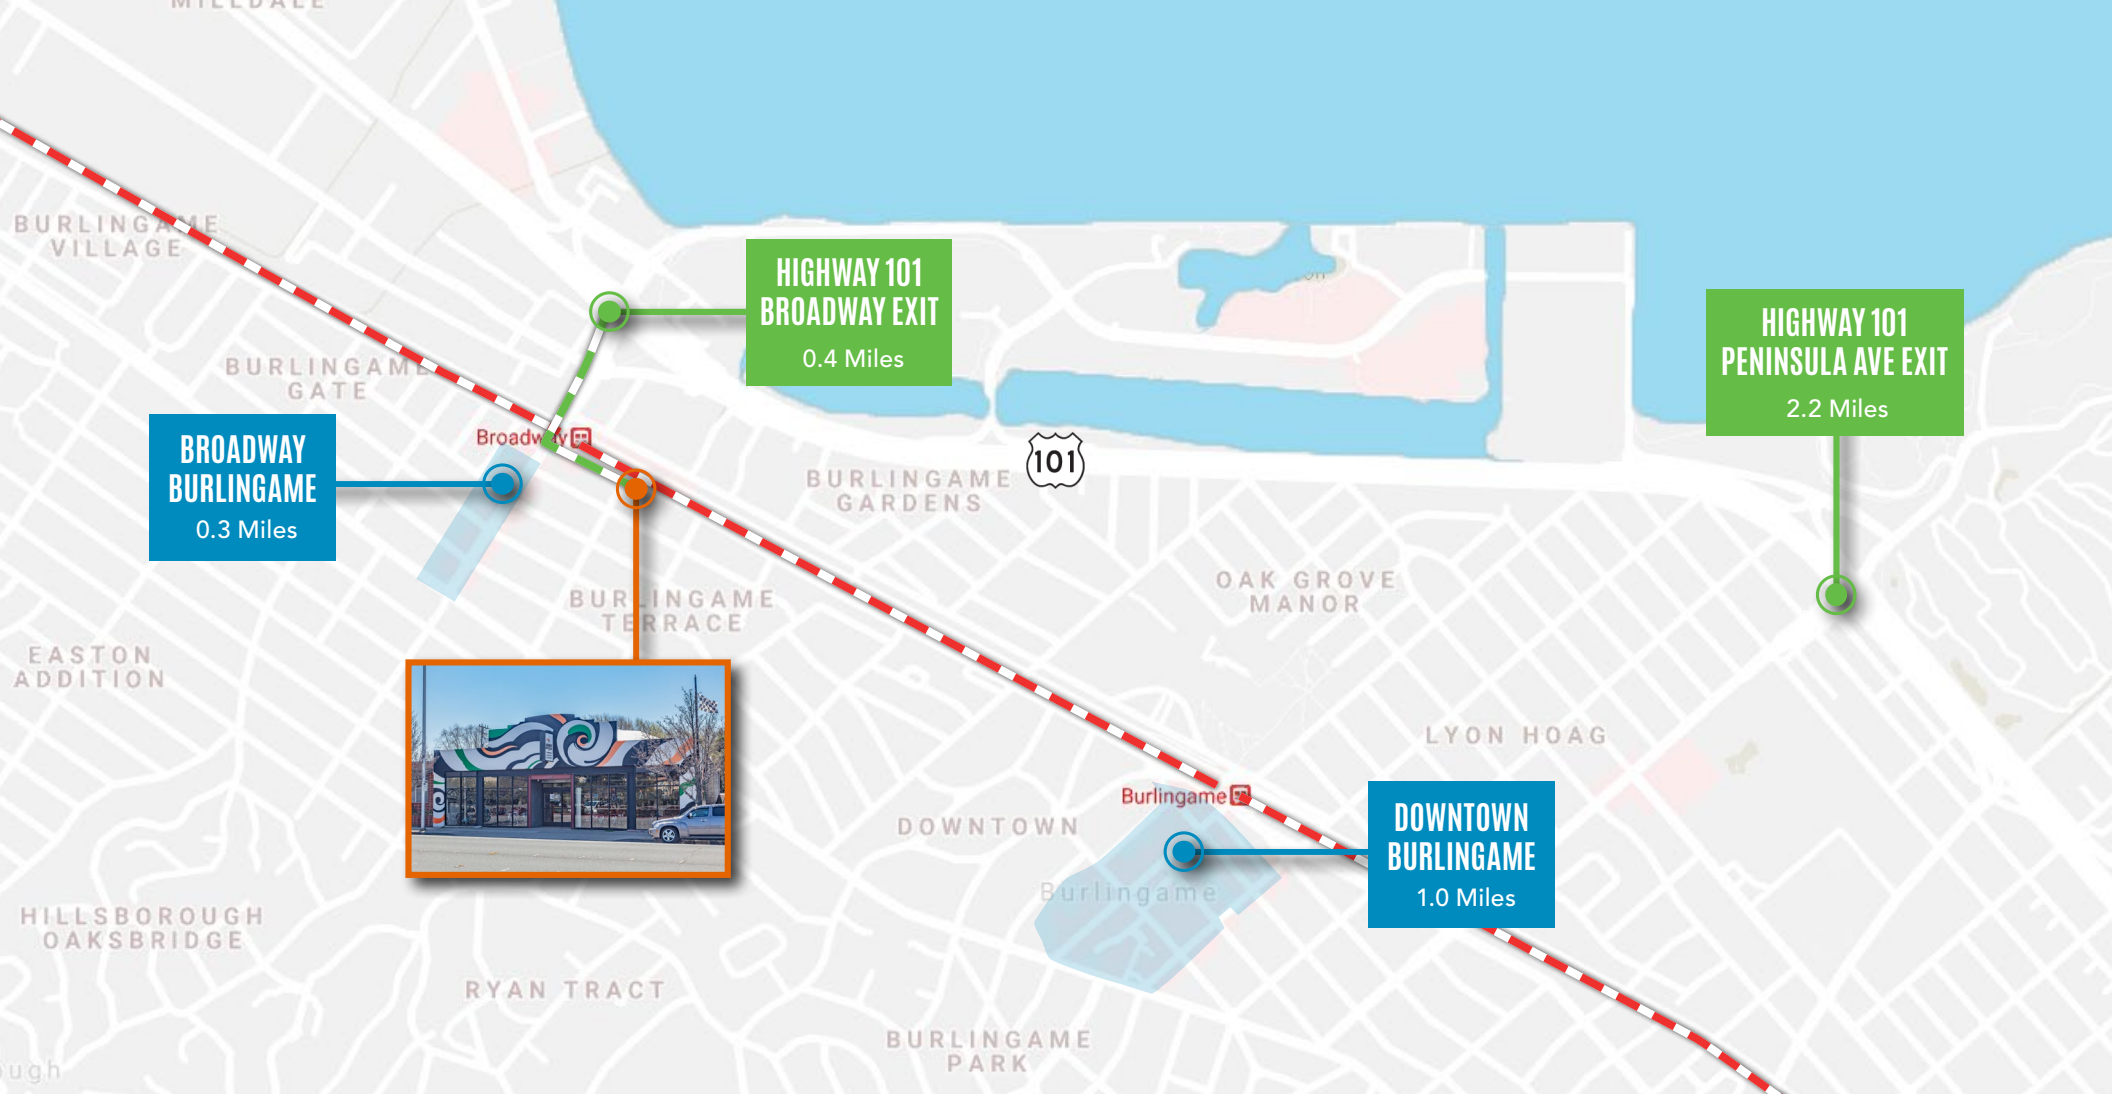 MILLDALE
BURLINGAME
VILLAGE
HIGHWAY 101
BROADWAY EXIT
0.4 Miles
HIGHWAY 101
PENINSULA AVE EXIT
2.2 Miles
BURLINGAME
GATE
BROADWAY
BURLINGAME
0.3 Miles
Broadway
101
BURLINGAME
GARDENS
BURLINGAME
TERRACE
OAK GROVE
MANOR
EASTON
ADDITION
LYON HOAG
Burlingame
DOWNTOWN
DOWNTOWN
BURLINGAME
1.0 Miles
Burlingame
HILLSBOROUGH
OAKSBRIDGE
RYAN TRACT
BURLINGAME
PARK
ough